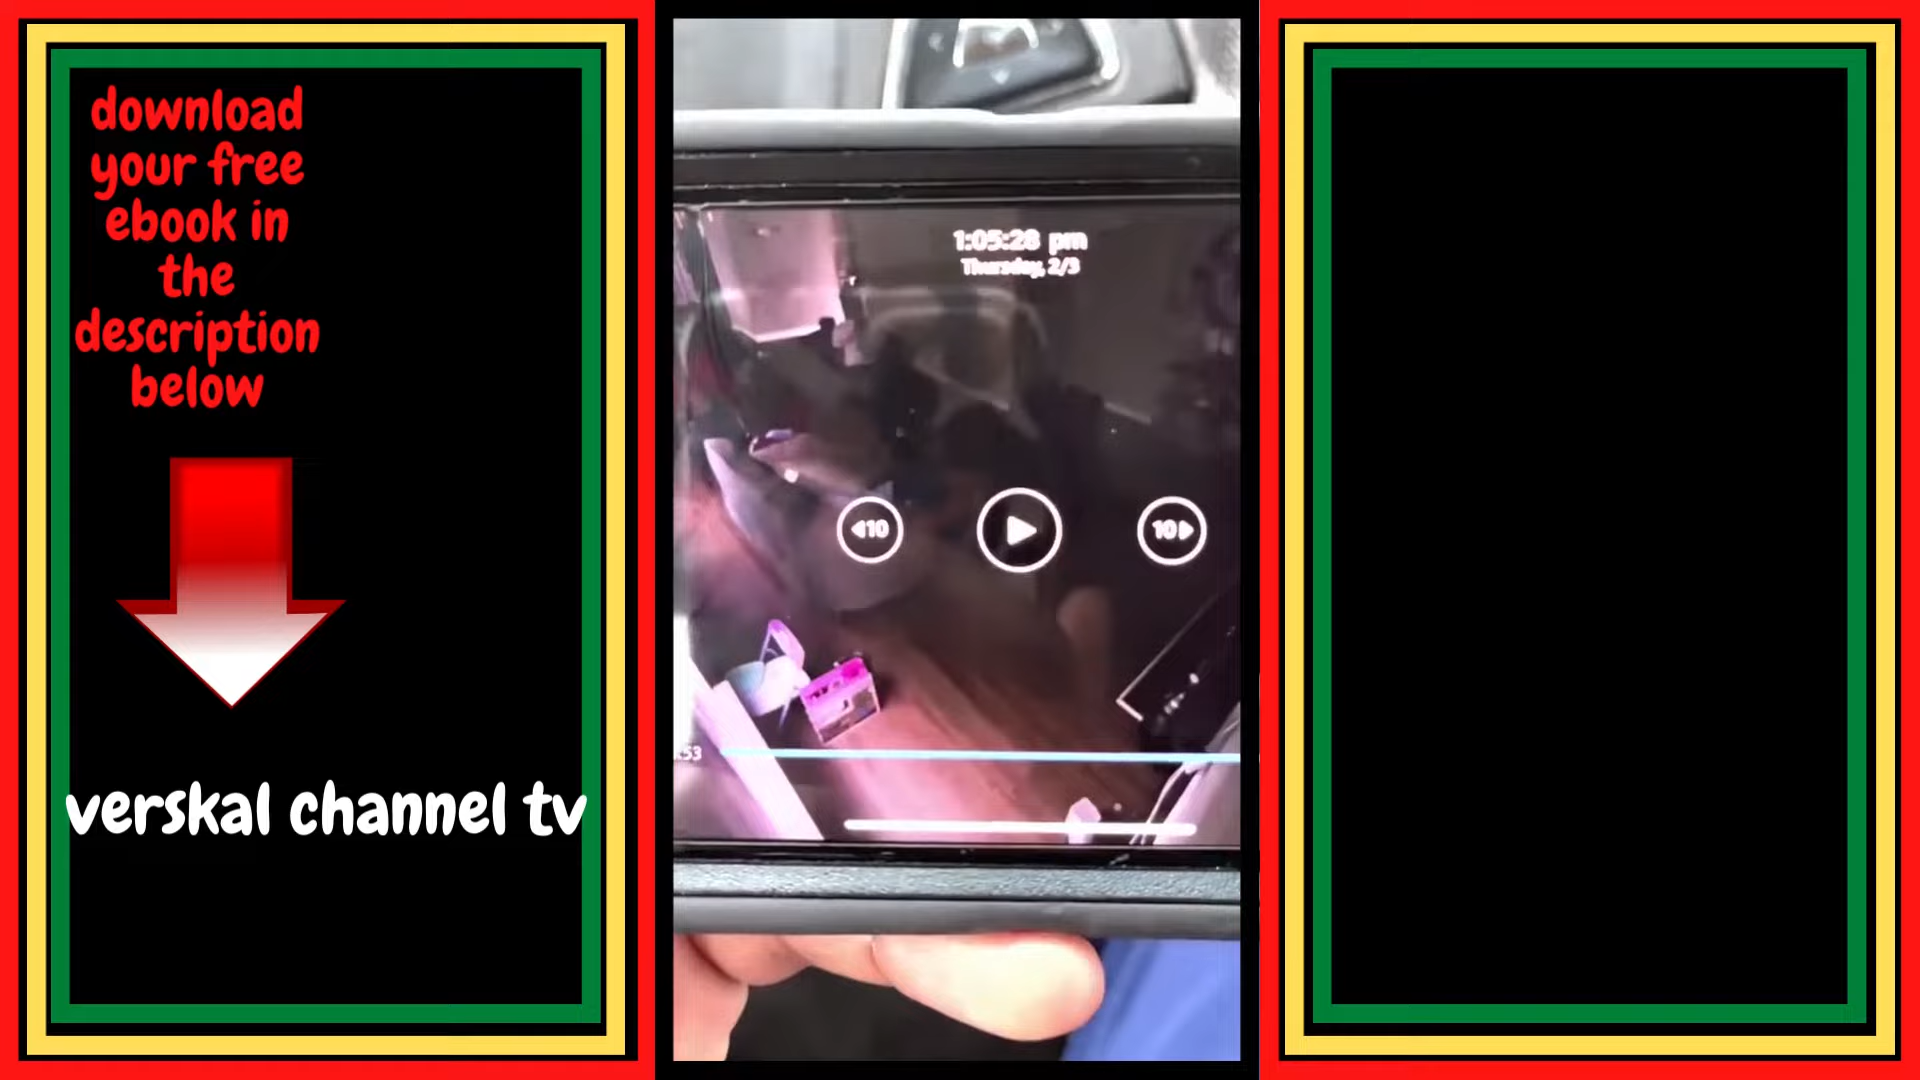 download
your free
ebook in
the
description
below
verskal channel tv
1:05:28 pm
Thursday, 2/3
10
10
:53